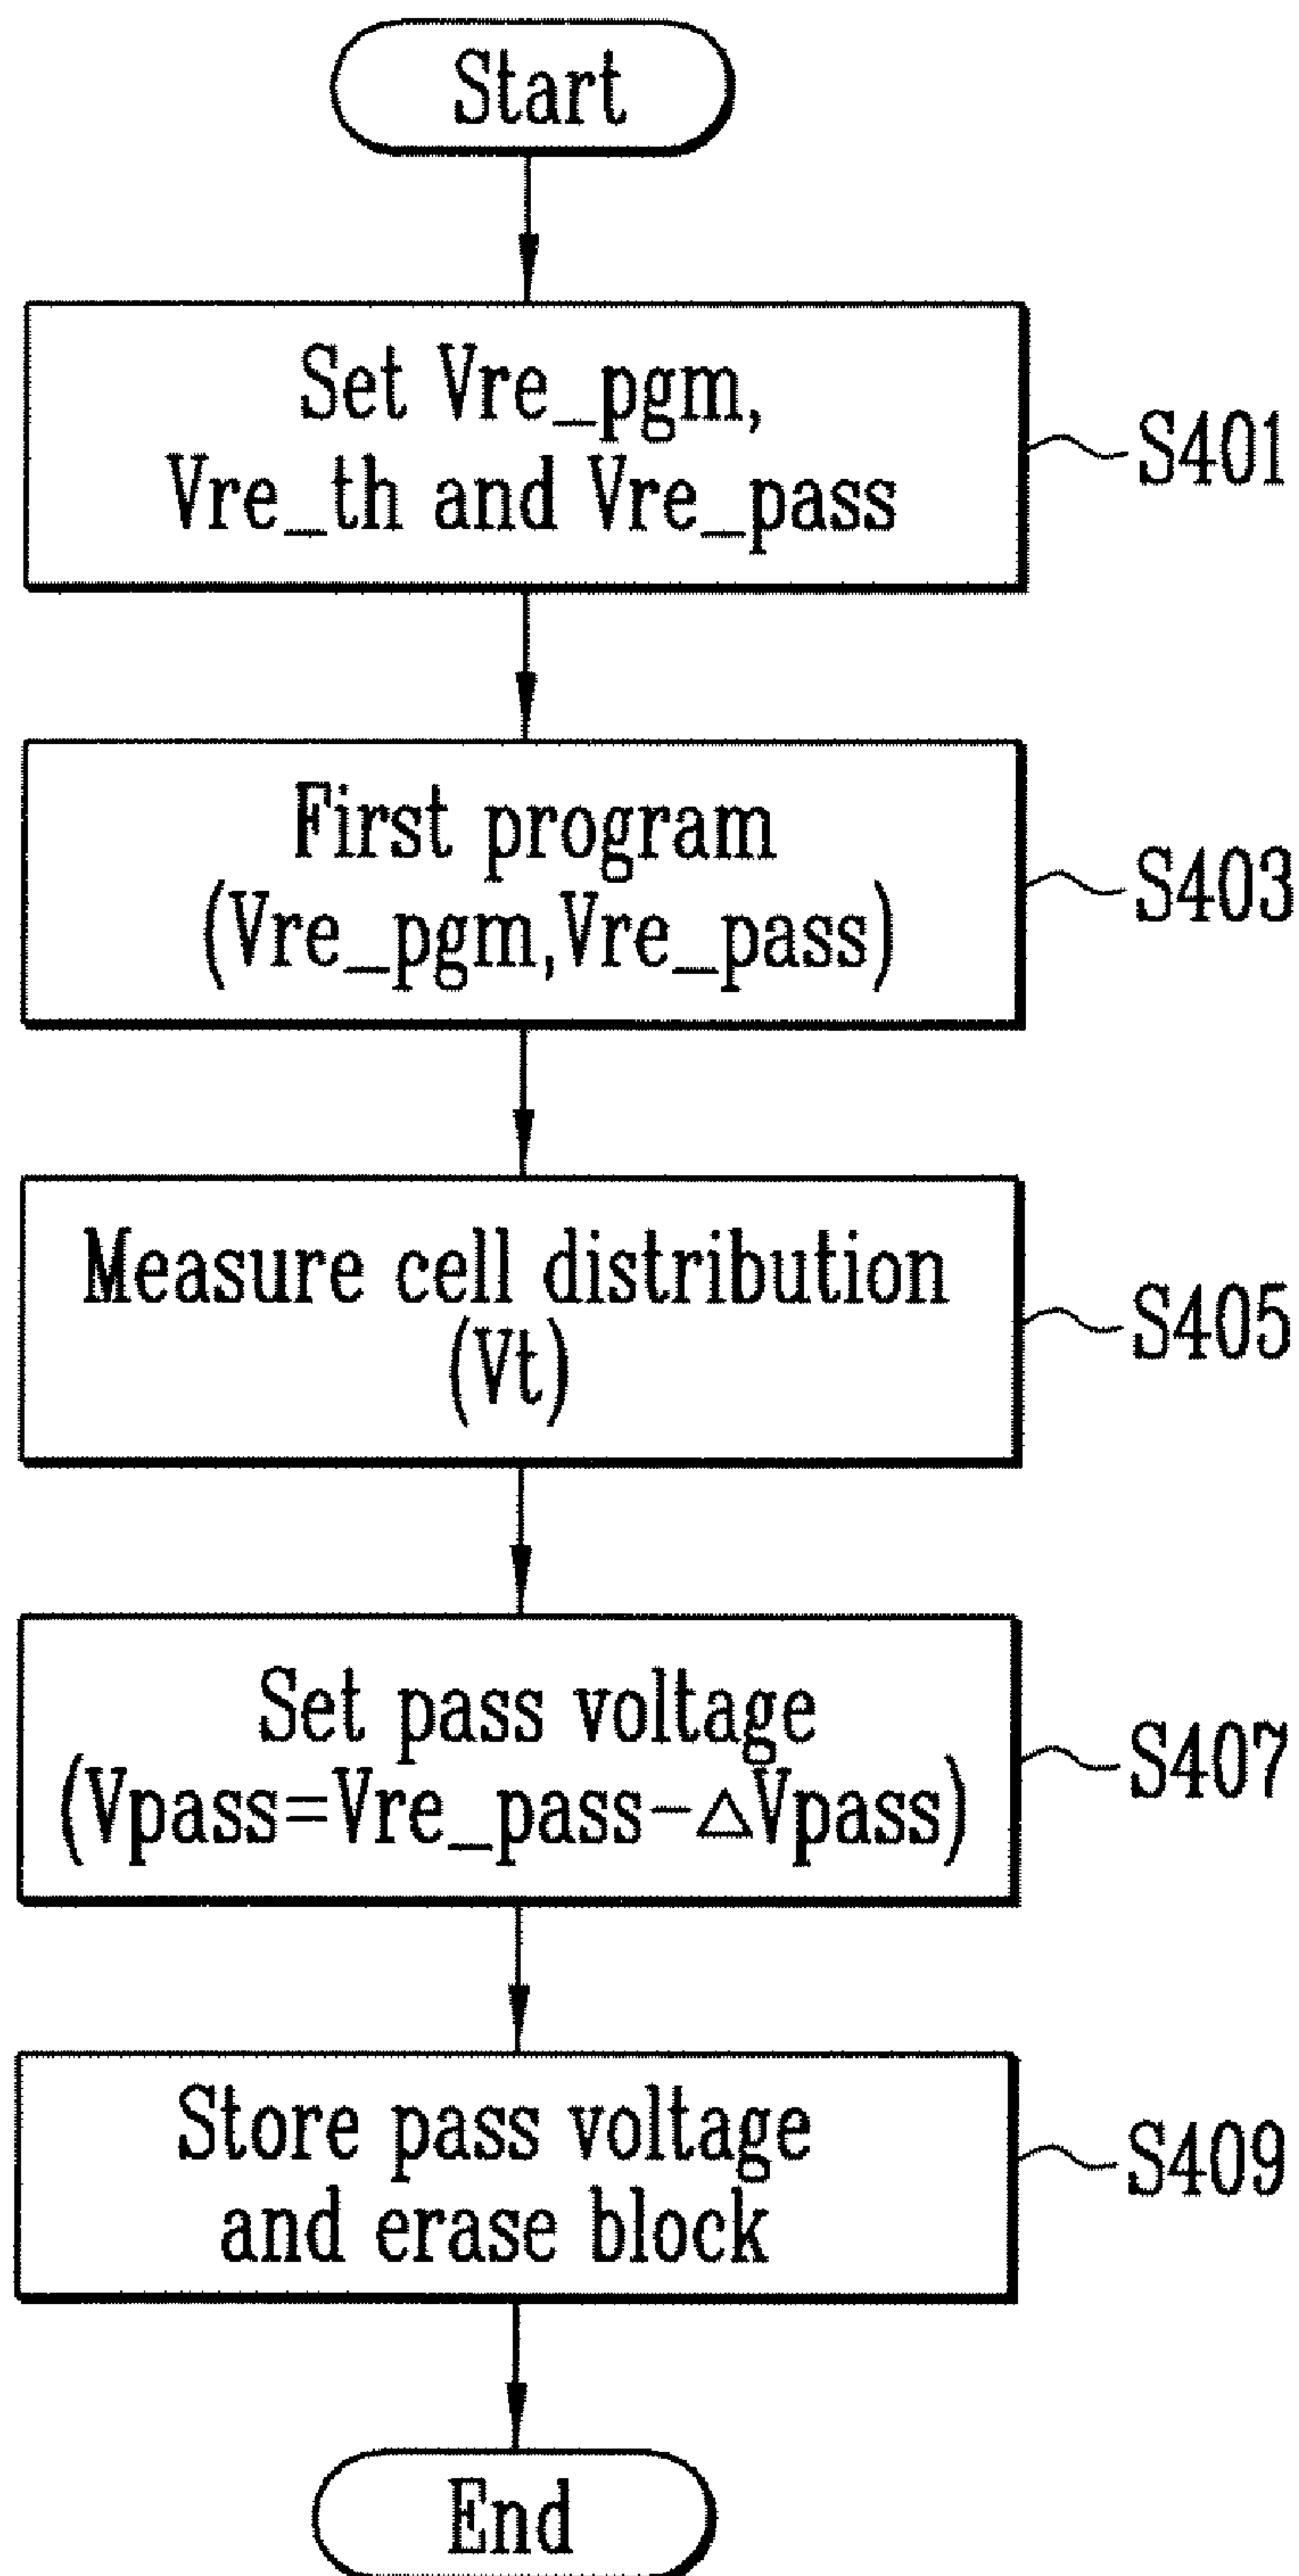 Start
Set Vre_pgm,
Vre_th and Vre_pass
S401
First program
(Vre_pgm,Vre_pass)
S403
Measure cell distribution
(Vt)
S405
Set pass voltage
(Vpass=Vre_pass-△Vpass)
S407
Store pass voltage
and erase block
S409
End